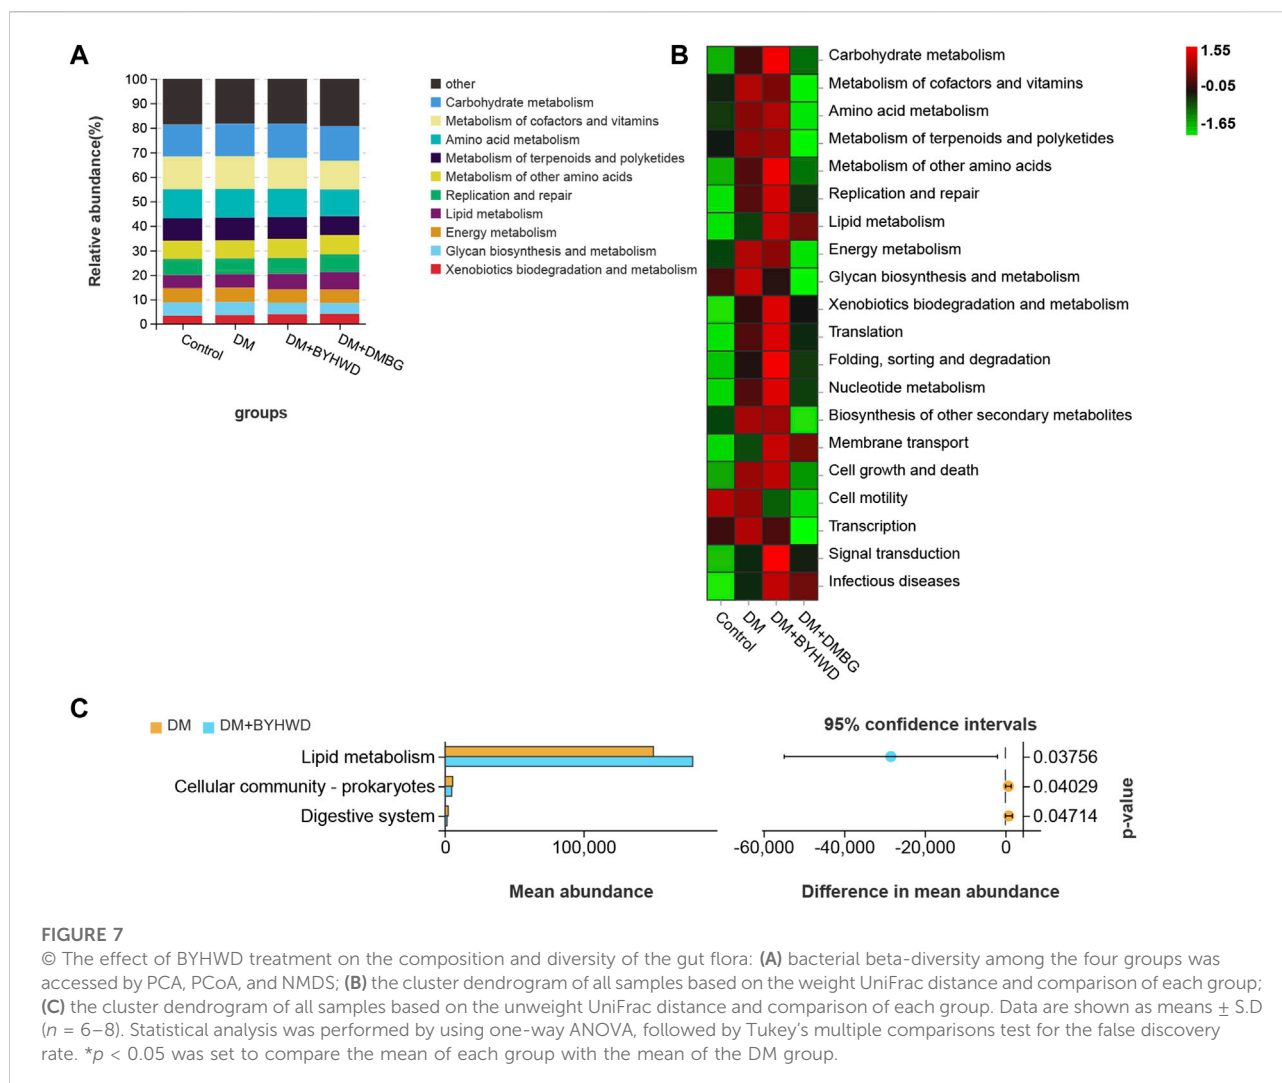 A
Relative abundance(%)
100
90
80
70
60
50
40
30
20
10
0
Control
DM
DM+BYHWD
DM+DMBG
groups
other
Carbohydrate metabolism
Metabolism of cofactors and vitamins
Amino acid metabolism
Metabolism of terpenoids and polyketides
Metabolism of other amino acids
Replication and repair
Lipid metabolism
Energy metabolism
Glycan biosynthesis and metabolism
Xenobiotics biodegradation and metabolism
B
Carbohydrate metabolism
Metabolism of cofactors and vitamins
Amino acid metabolism
Metabolism of terpenoids and polyketides
Metabolism of other amino acids
Replication and repair
Lipid metabolism
Energy metabolism
Glycan biosynthesis and metabolism
Xenobiotics biodegradation and metabolism
Translation
Folding, sorting and degradation
Nucleotide metabolism
Biosynthesis of other secondary metabolites
Membrane transport
Cell growth and death
Cell motility
Transcription
Signal transduction
Infectious diseases
Control
DM
DM+BYHWD
DM+DMBG
1.55
-0.05
-1.65
C
DM DM+BYHWD
95% confidence intervals
Lipid metabolism
Cellular community - prokaryotes
Digestive system
0.03756
0.04029
0.04714
p-value
0 100,000
-60,000 -40,000 -20,000 0
Mean abundance
Difference in mean abundance
FIGURE 7
© The effect of BYHWD treatment on the composition and diversity of the gut flora: (A) bacterial beta-diversity among the four groups was
accessed by PCA, PCoA, and NMDS; (B) the cluster dendrogram of all samples based on the weight UniFrac distance and comparison of each group;
(C) the cluster dendrogram of all samples based on the unweight UniFrac distance and comparison of each group. Data are shown as means ± S.D
(n = 6–8). Statistical analysis was performed by using one-way ANOVA, followed by Tukey's multiple comparisons test for the false discovery
rate. *p < 0.05 was set to compare the mean of each group with the mean of the DM group.